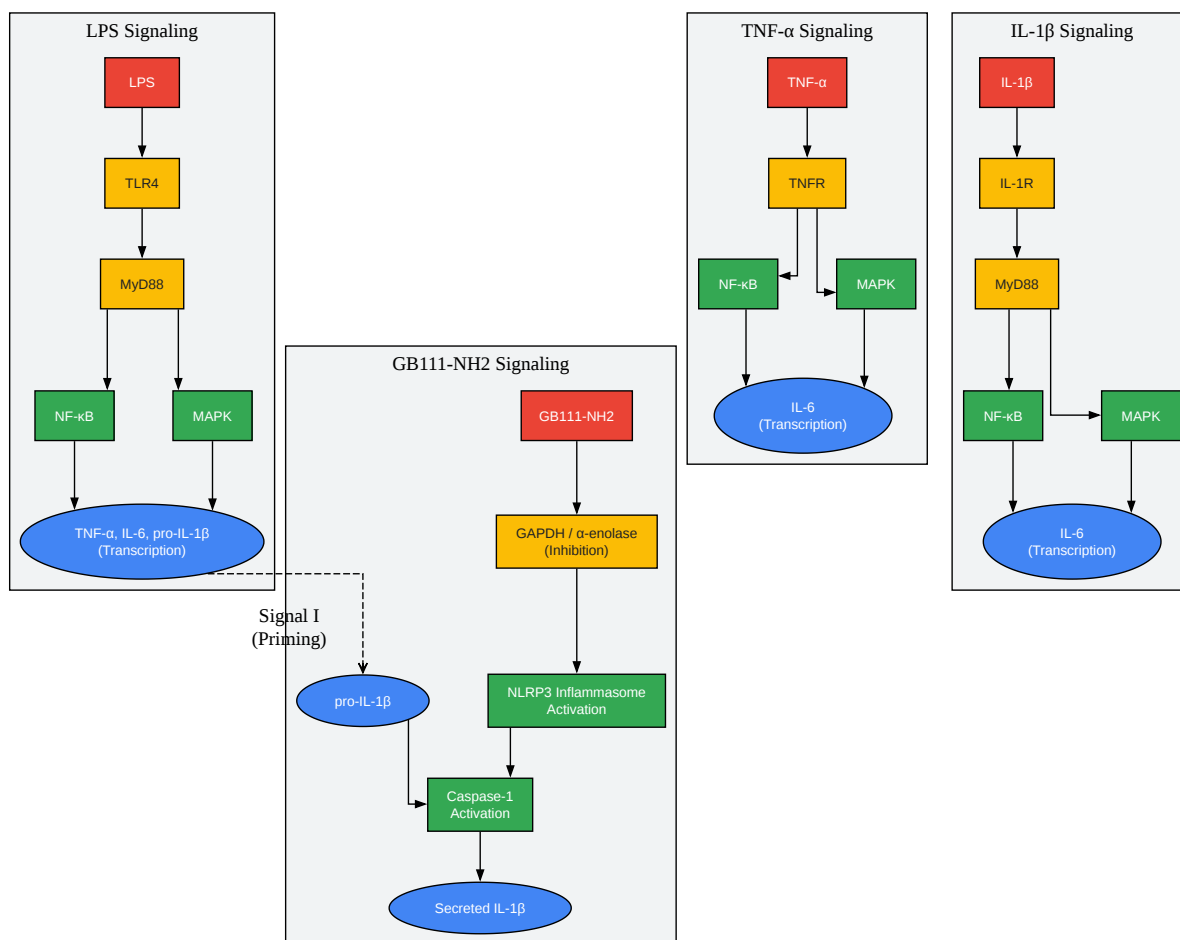 LPS Signaling
LPS
TLR4
MyD88
NF-κB
MAPK
TNF-α, IL-6, pro-IL-1β
(Transcription)
Signal I
(Priming)
GB111-NH2 Signaling
GB111-NH2
GAPDH / α-enolase
(Inhibition)
pro-IL-1β
NLRP3 Inflammasome
Activation
Caspase-1
Activation
Secreted IL-1β
TNF-α Signaling
TNF-α
TNFR
NF-κB
MAPK
IL-6
(Transcription)
IL-1β Signaling
IL-1β
IL-1R
MyD88
NF-κB
MAPK
IL-6
(Transcription)